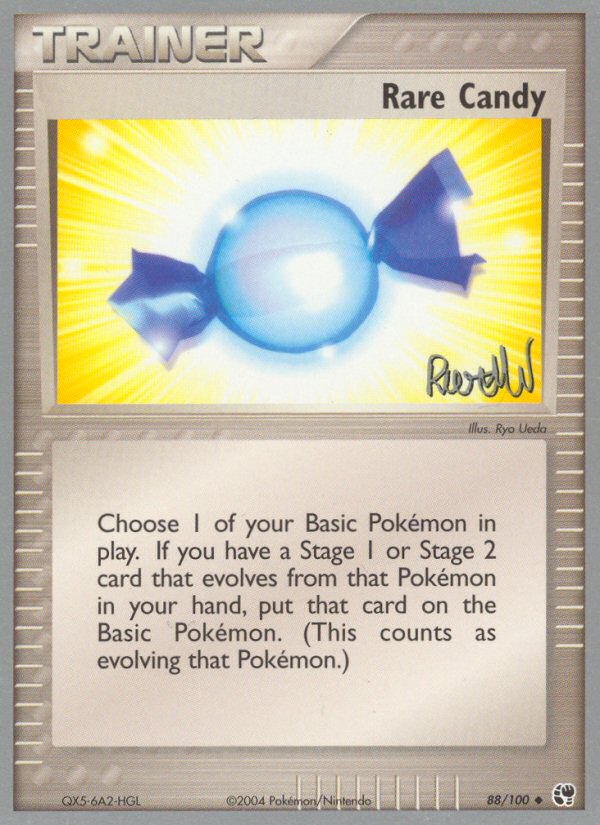 TRAINER
Rare Candy
Illus. Ryo Ueda
Choose 1 of your Basic Pokémon in
play. If you have a Stage 1 or Stage 2
card that evolves from that Pokémon
in your hand, put that card on the
Basic Pokémon. (This counts as
evolving that Pokémon.)
QX5-6A2-HGL
©2004 Pokémon/Nintendo
88/100